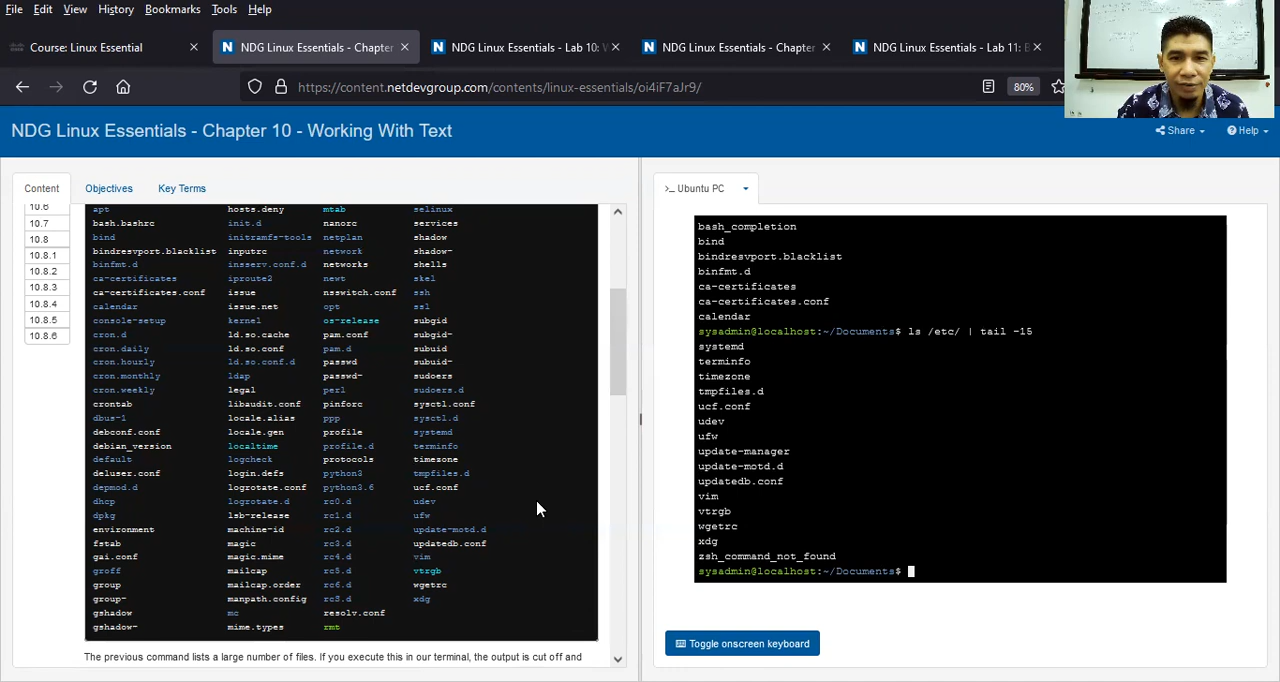 File Edit View History Bookmarks Tools Help
Course: Linux Essential
NDG Linux Essentials - Chapter
NDG Linux Essentials - Lab 10:
NDG Linux Essentials - Chapter
NDG Linux Essentials - Lab 11:
https://content.netdevgroup.com/contents/linux-essentials/oi4iF7aJr9/
80%
NDG Linux Essentials - Chapter 10 - Working With Text
Share
Help
Content
Objectives
Key Terms
10.6
10.7
10.8
10.8.1
10.8.2
10.8.3
10.8.4
10.8.5
10.8.6
apt hosts.deny mtab selinux
bash.bashrc init.d nanorc services
bind initramfs-tools netplan shadow
bindresvport.blacklist inputrc network shadow-
binfmt.d insserv.conf.d networks shells
ca-certificates iproute2 newt skel
ca-certificates.conf issue nsswitch.conf ssh
calendar issue.net opt ssl
console-setup kernel os-release subgid
cron.d ld.so.cache pam.conf subgid-
cron.daily ld.so.conf pam.d subuid
cron.hourly ld.so.conf.d passwd subuid-
cron.monthly ldap passwd- sudoers
cron.weekly legal perl sudoers.d
crontab libaudit.conf pinforc sysctl.conf
dbus-1 locale.alias ppp sysctl.d
debconf.conf locale.gen profile systemd
debian_version localtime profile.d terminfo
default logcheck protocols timezone
deluser.conf login.defs python3 tmpfiles.d
depmod.d logrotate.conf python3.6 ucf.conf
dhcp logrotate.d rc0.d udev
dpkg lsb-release rc1.d ufw
environment machine-id rc2.d update-motd.d
fstab magic rc3.d updatedb.conf
gai.conf magic.mime rc4.d vim
groff mailcap rc5.d vtrgb
group mailcap.order rc6.d wgetrc
group- manpath.config rcS.d xdg
gshadow mc resolv.conf
gshadow- mime.types rmt
The previous command lists a large number of files. If you execute this in our terminal, the output is cut off and
>_ Ubuntu PC
bash_completion
bind
bindresvport.blacklist
binfmt.d
ca-certificates
ca-certificates.conf
calendar
sysadmin@localhost:~/Documents$ ls /etc/ | tail -15
systemd
terminfo
timezone
tmpfiles.d
ucf.conf
udev
ufw
update-manager
update-motd.d
updatedb.conf
vim
vtrgb
wgetrc
xdg
zsh_command_not_found
sysadmin@localhost:~/Documents$
Toggle onscreen keyboard